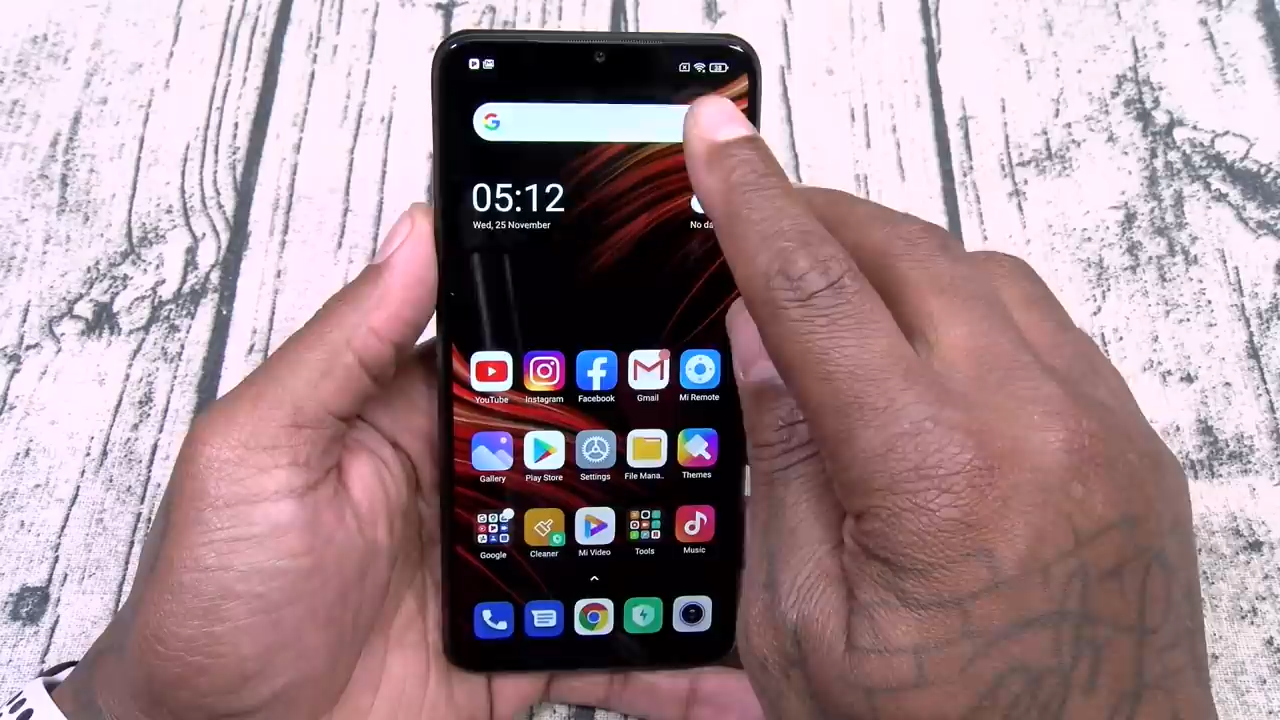 38
G
05:12
Wed, 25 November
No da
YouTube
Instagram
Facebook
Gmail
Mi Remote
Gallery
Play Store
Settings
File Mana..
Themes
Google
Cleaner
Mi Video
Tools
Music